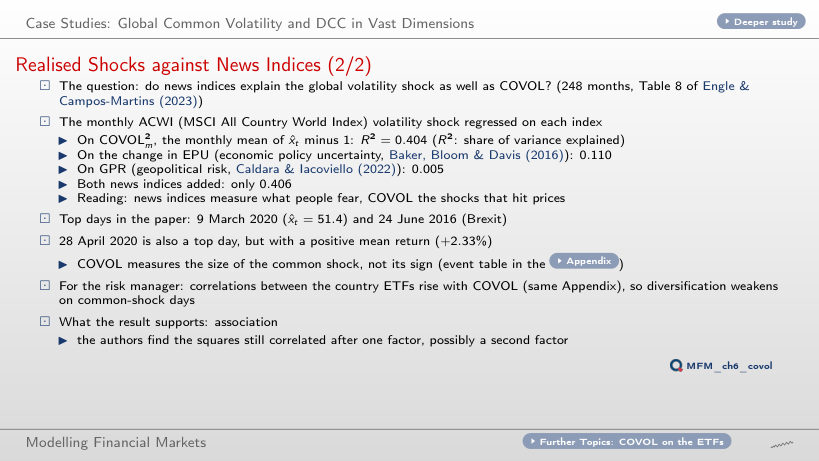 Case Studies: Global Common Volatility and DCC in Vast Dimensions
Deeper study
Realised Shocks against News Indices (2/2)
The question: do news indices explain the global volatility shock as well as COVOL? (248 months, Table 8 of Engle &
Campos-Martins (2023))
The monthly ACWI (MSCI All Country World Index) volatility shock regressed on each index
On COVOL²ₘ, the monthly mean of x̂ₜ minus 1: R² = 0.404 (R²: share of variance explained)
On the change in EPU (economic policy uncertainty, Baker, Bloom & Davis (2016)): 0.110
On GPR (geopolitical risk, Caldara & Iacoviello (2022)): 0.005
Both news indices added: only 0.406
Reading: news indices measure what people fear, COVOL the shocks that hit prices
Top days in the paper: 9 March 2020 (x̂ₜ = 51.4) and 24 June 2016 (Brexit)
28 April 2020 is also a top day, but with a positive mean return (+2.33%)
COVOL measures the size of the common shock, not its sign (event table in the Appendix)
For the risk manager: correlations between the country ETFs rise with COVOL (same Appendix), so diversification weakens
on common-shock days
What the result supports: association
the authors find the squares still correlated after one factor, possibly a second factor
MFM_ch6_covol
Modelling Financial Markets
Further Topics: COVOL on the ETFs